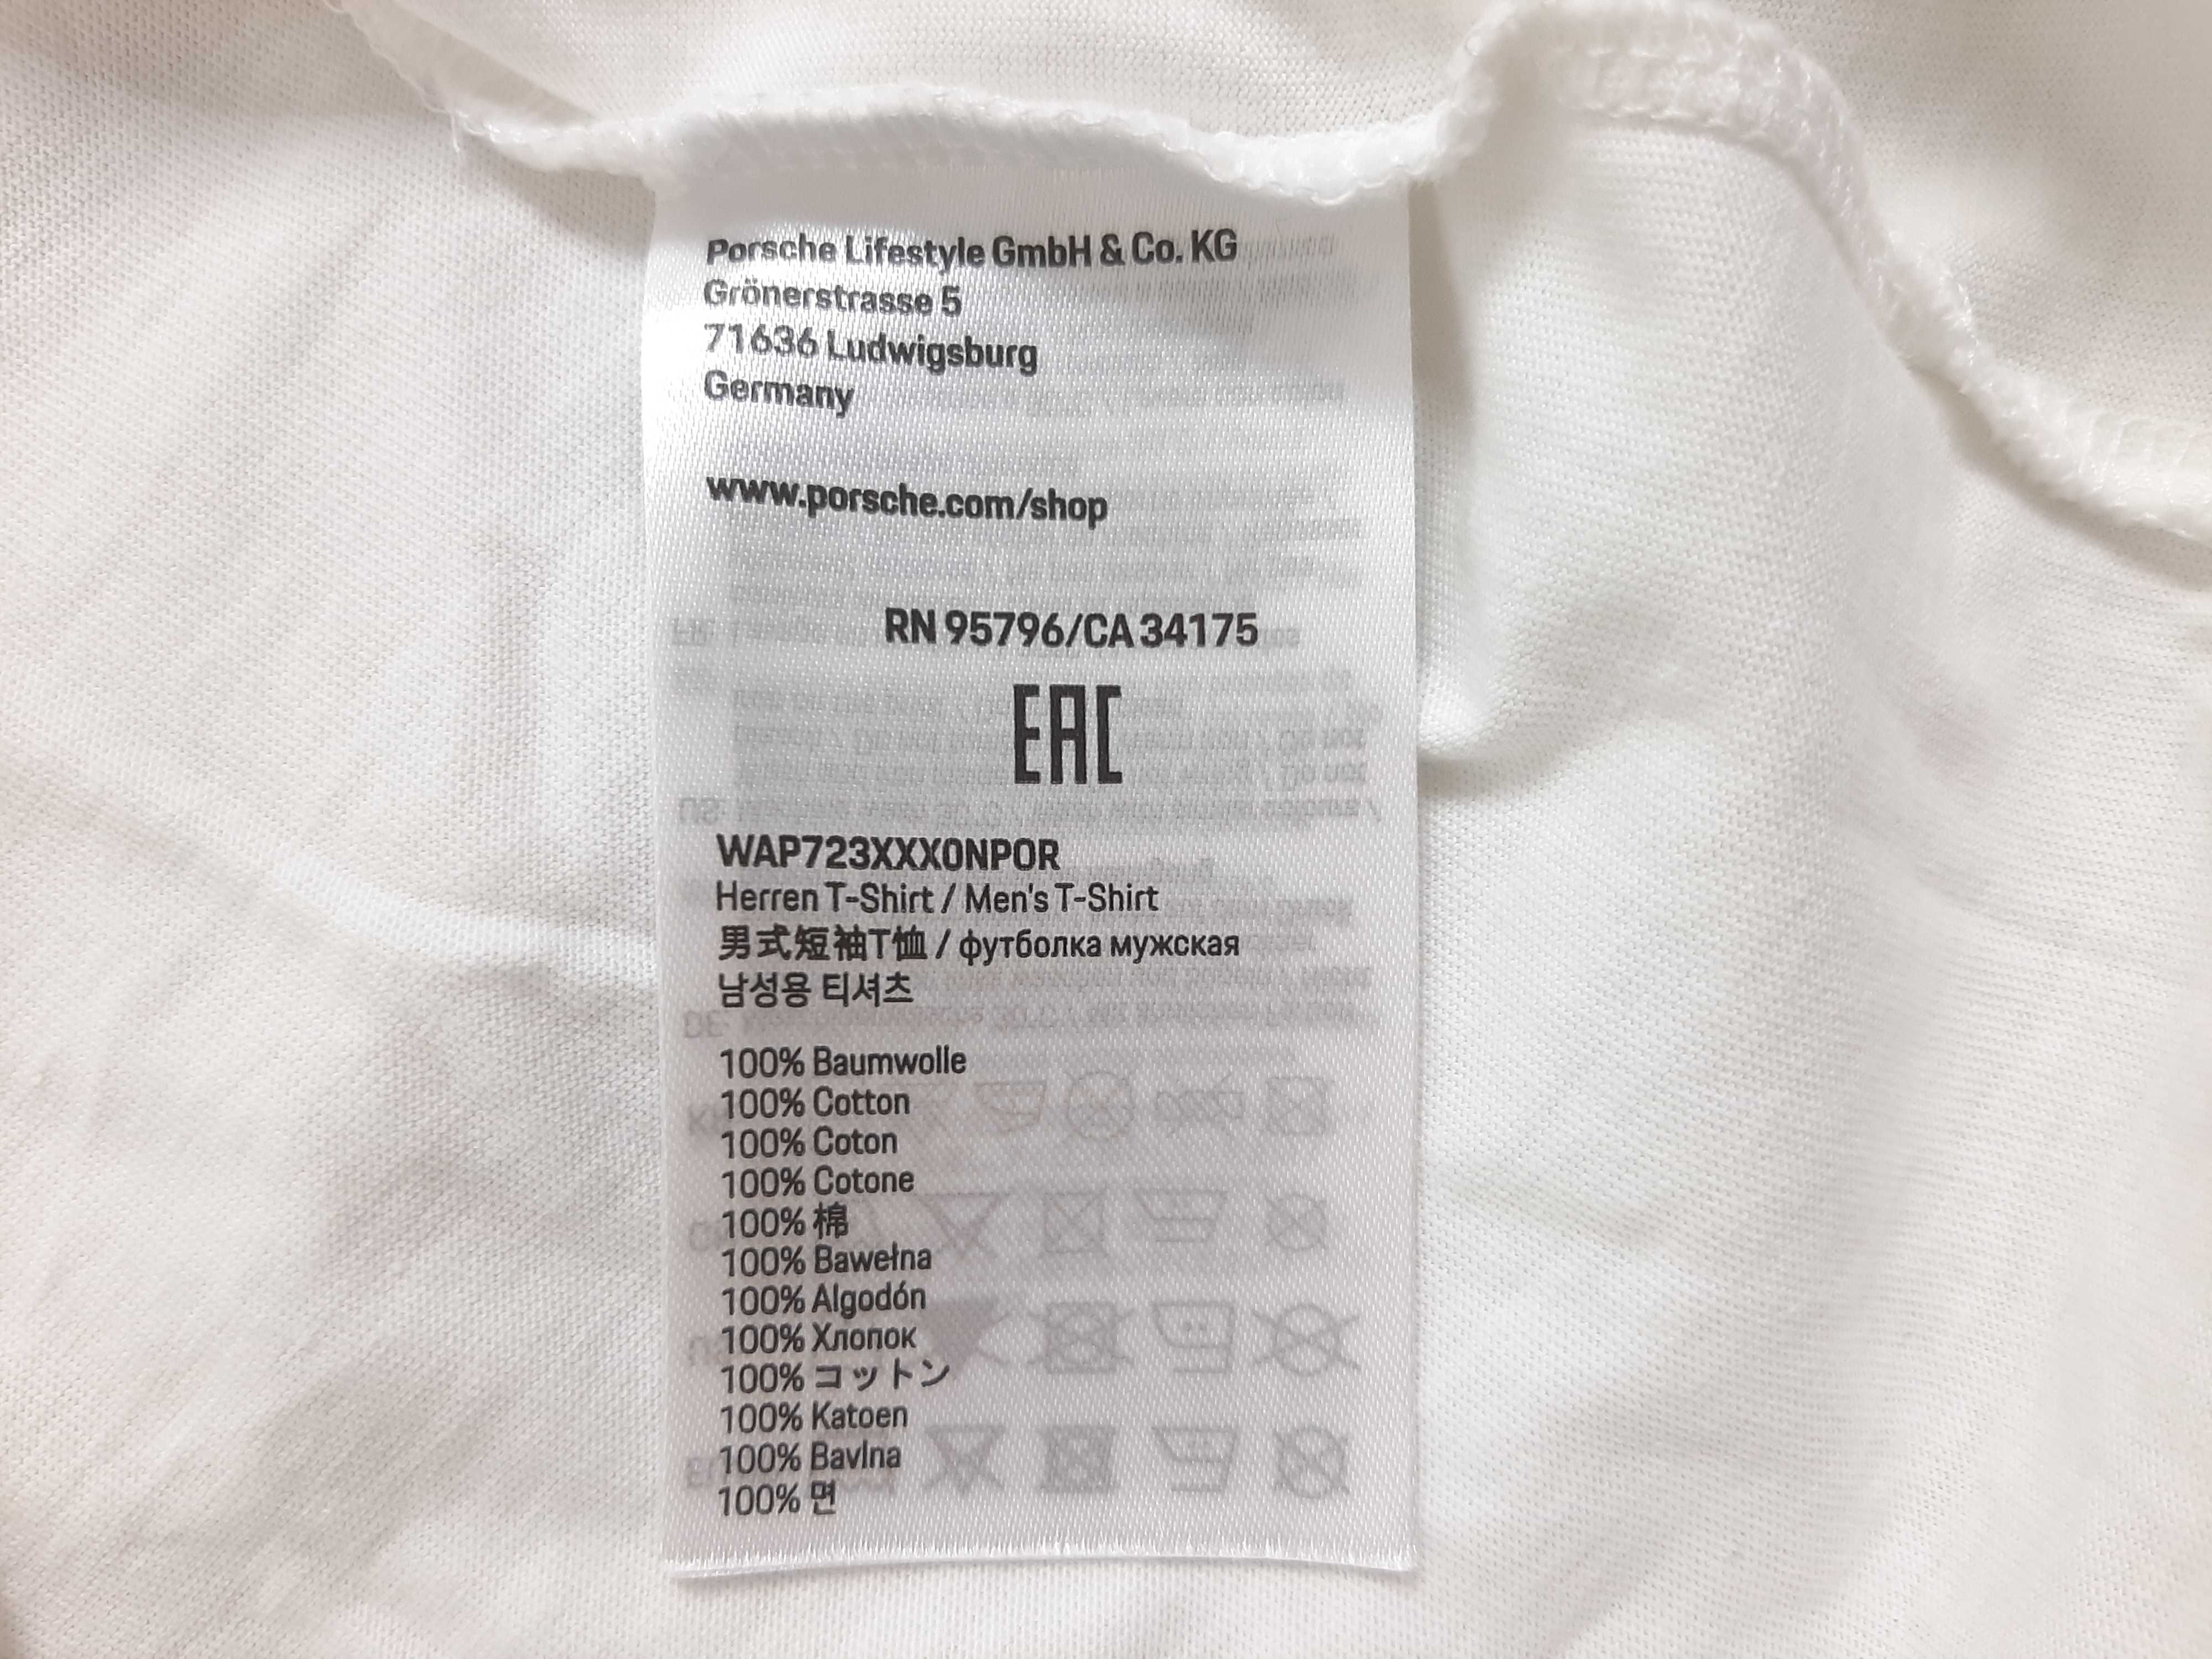 Porsche Lifestyle GmbH & Co. KG
Grönerstrasse 5
71636 Ludwigsburg
Germany
www.porsche.com/shop
RN 95796/CA 34175
EAC
WAP723XXX0NPOR
Herren T-Shirt / Men's T-Shirt
男式短袖T恤 / футболка мужская
남성용 티셔츠
100% Baumwolle
100% Cotton
100% Coton
100% Cotone
100% 棉
100% Bawełna
100% Algodón
100% Хлопок
100% コットン
100% Katoen
100% Bavlna
100% 면